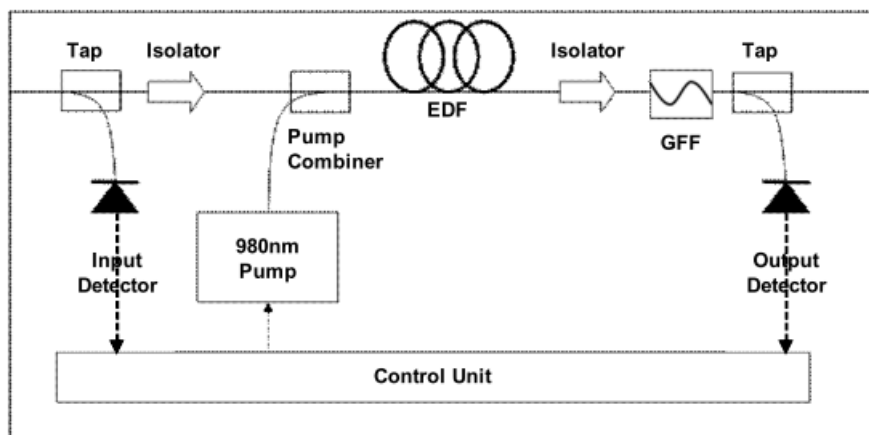 Tap
Isolator
EDF
Isolator
Tap
Pump
Combiner
GFF
980nm
Pump
Input
Detector
Output
Detector
Control Unit